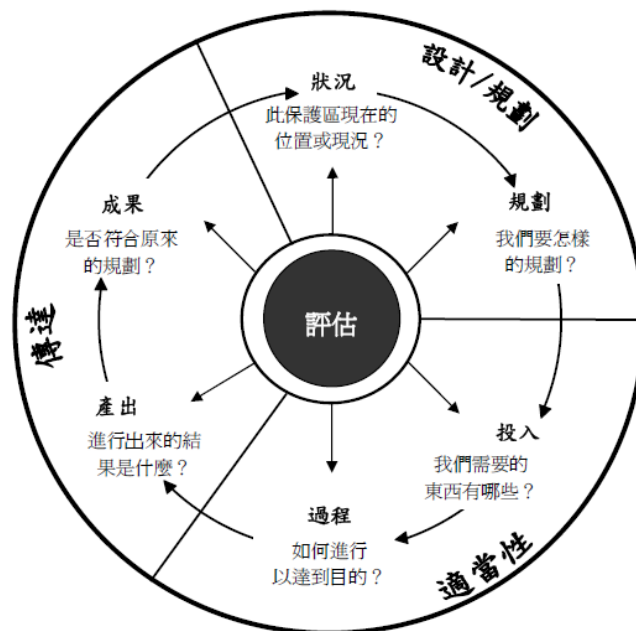 設計/規劃
狀況
此保護區現在的
位置或現況？
規劃
我們要怎樣
的規劃？
投入
我們需要的
東西有哪些？
適當性
過程
如何進行
以達到目的？
產出
進行出來的結
果是什麼？
傳達
成果
是否符合原來
的規劃？
評估